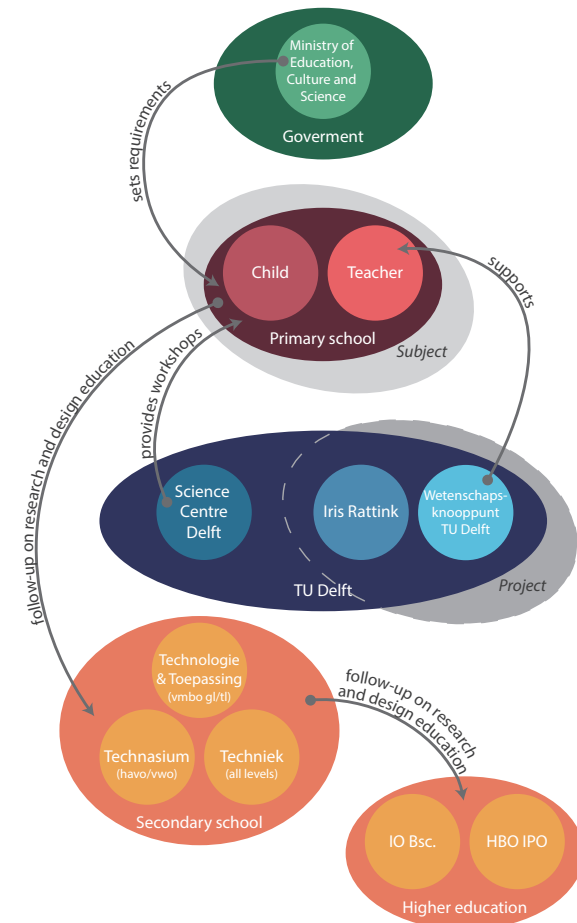 Ministry of
Education,
Culture and
Science
Goverment
sets requirements
Child
Teacher
Primary school
Subject
supports
provides workshops
follow-up on research and design education
Science
Centre
Delft
Iris Rattink
Wetenschaps-
knooppunt
TU Delft
TU Delft
Project
Technologie
& Toepassing
(vmbo gl/tl)
Technasium
(havo/vwo)
Techniek
(all levels)
Secondary school
follow-up on research
and design education
IO Bsc.
HBO IPO
Higher education